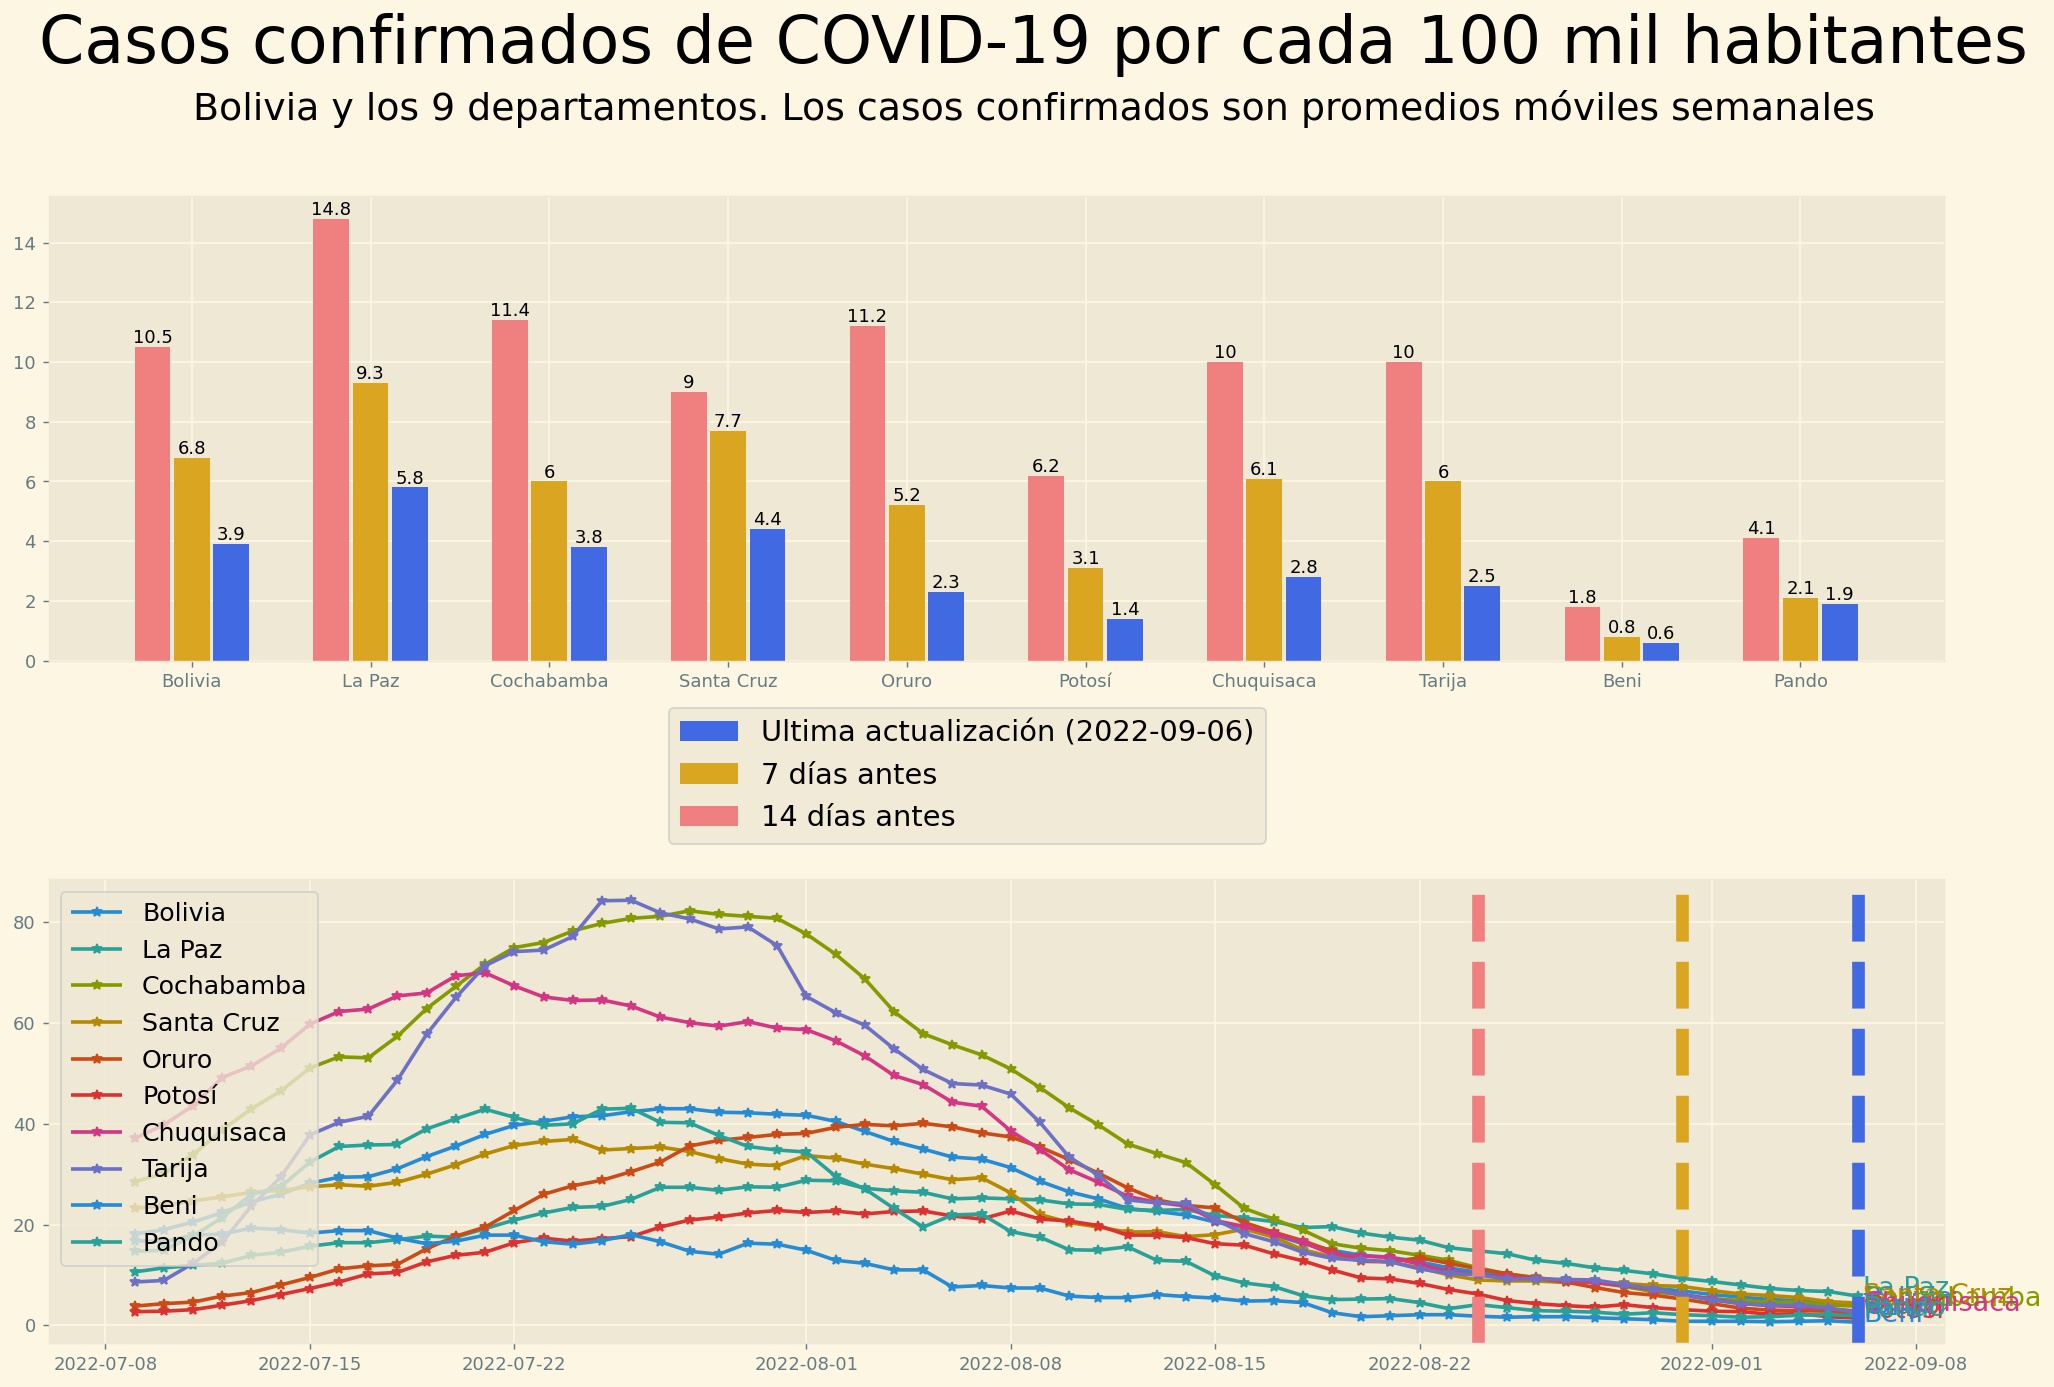 Casos confirmados de COVID-19 por cada 100 mil habitantes
Bolivia y los 9 departamentos. Los casos confirmados son promedios móviles semanales
14
12
10
8
6
4
2
0
10.5 6.8 3.9
14.8 9.3 5.8
11.4 6 3.8
9 7.7 4.4
11.2 5.2 2.3
6.2 3.1 1.4
10 6.1 2.8
10 6 2.5
1.8 0.8 0.6
4.1 2.1 1.9
Bolivia La Paz Cochabamba Santa Cruz Oruro Potosí Chuquisaca Tarija Beni Pando
Ultima actualización (2022-09-06)
7 días antes
14 días antes
80
60
40
20
0
Bolivia
La Paz
Cochabamba
Santa Cruz
Oruro
Potosí
Chuquisaca
Tarija
Beni
Pando
La Paz
Beni
2022-07-08 2022-07-15 2022-07-22 2022-08-01 2022-08-08 2022-08-15 2022-08-22 2022-09-01 2022-09-08